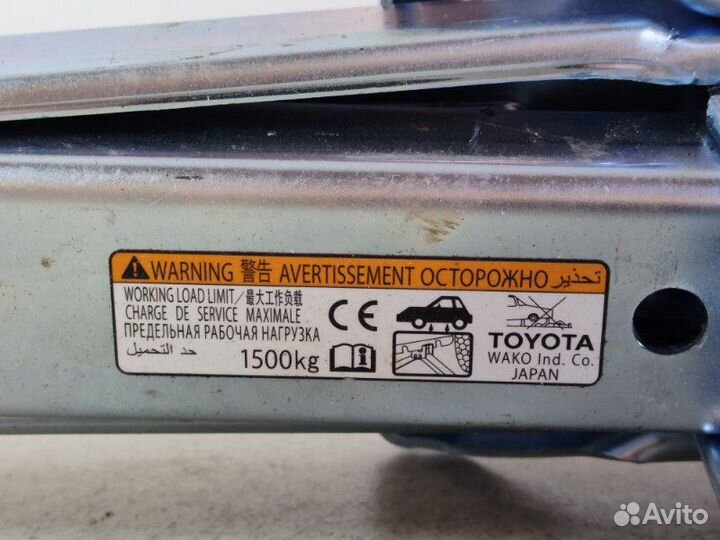 WARNING 警告 AVERTISSEMENT ОСТОРОЖНО تحذير
WORKING LOAD LIMIT/最大工作负载
CHARGE DE SERVICE MAXIMALE
ПРЕДЕЛЬНАЯ РАБОЧАЯ НАГРУЗКА
حد التحميل 1500kg
CE
TOYOTA
WAKO Ind. Co.
JAPAN
Avito